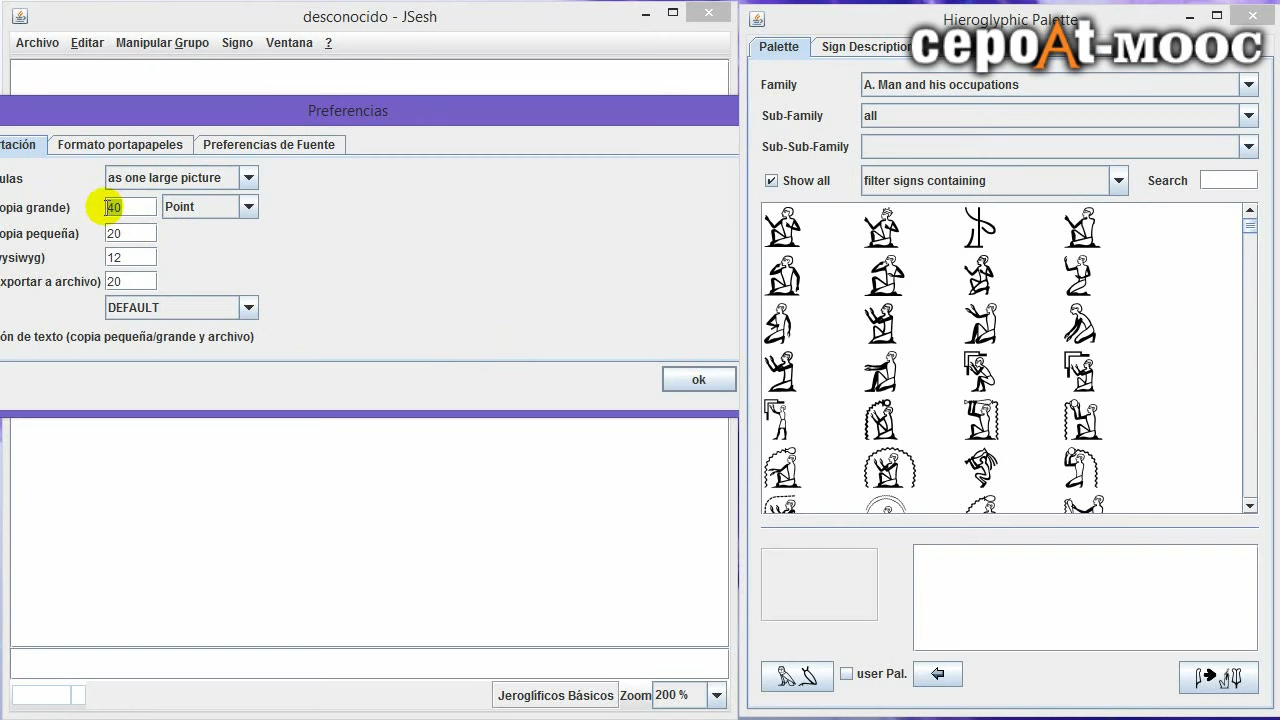 desconocido - JSesh
Archivo Editar Manipular Grupo Signo Ventana ?
Preferencias
rtación Formato portapapeles Preferencias de Fuente
ulas as one large picture
opia grande) 40 Point
opia pequeña) 20
wysiwyg) 12
xportar a archivo) 20
DEFAULT
ón de texto (copia pequeña/grande y archivo)
ok
Jeroglíficos Básicos Zoom 200 %
Hieroglyphic Palette
cepoAt-MOOC
Palette Sign Description
Family A. Man and his occupations
Sub-Family all
Sub-Sub-Family
Show all filter signs containing Search
user Pal.